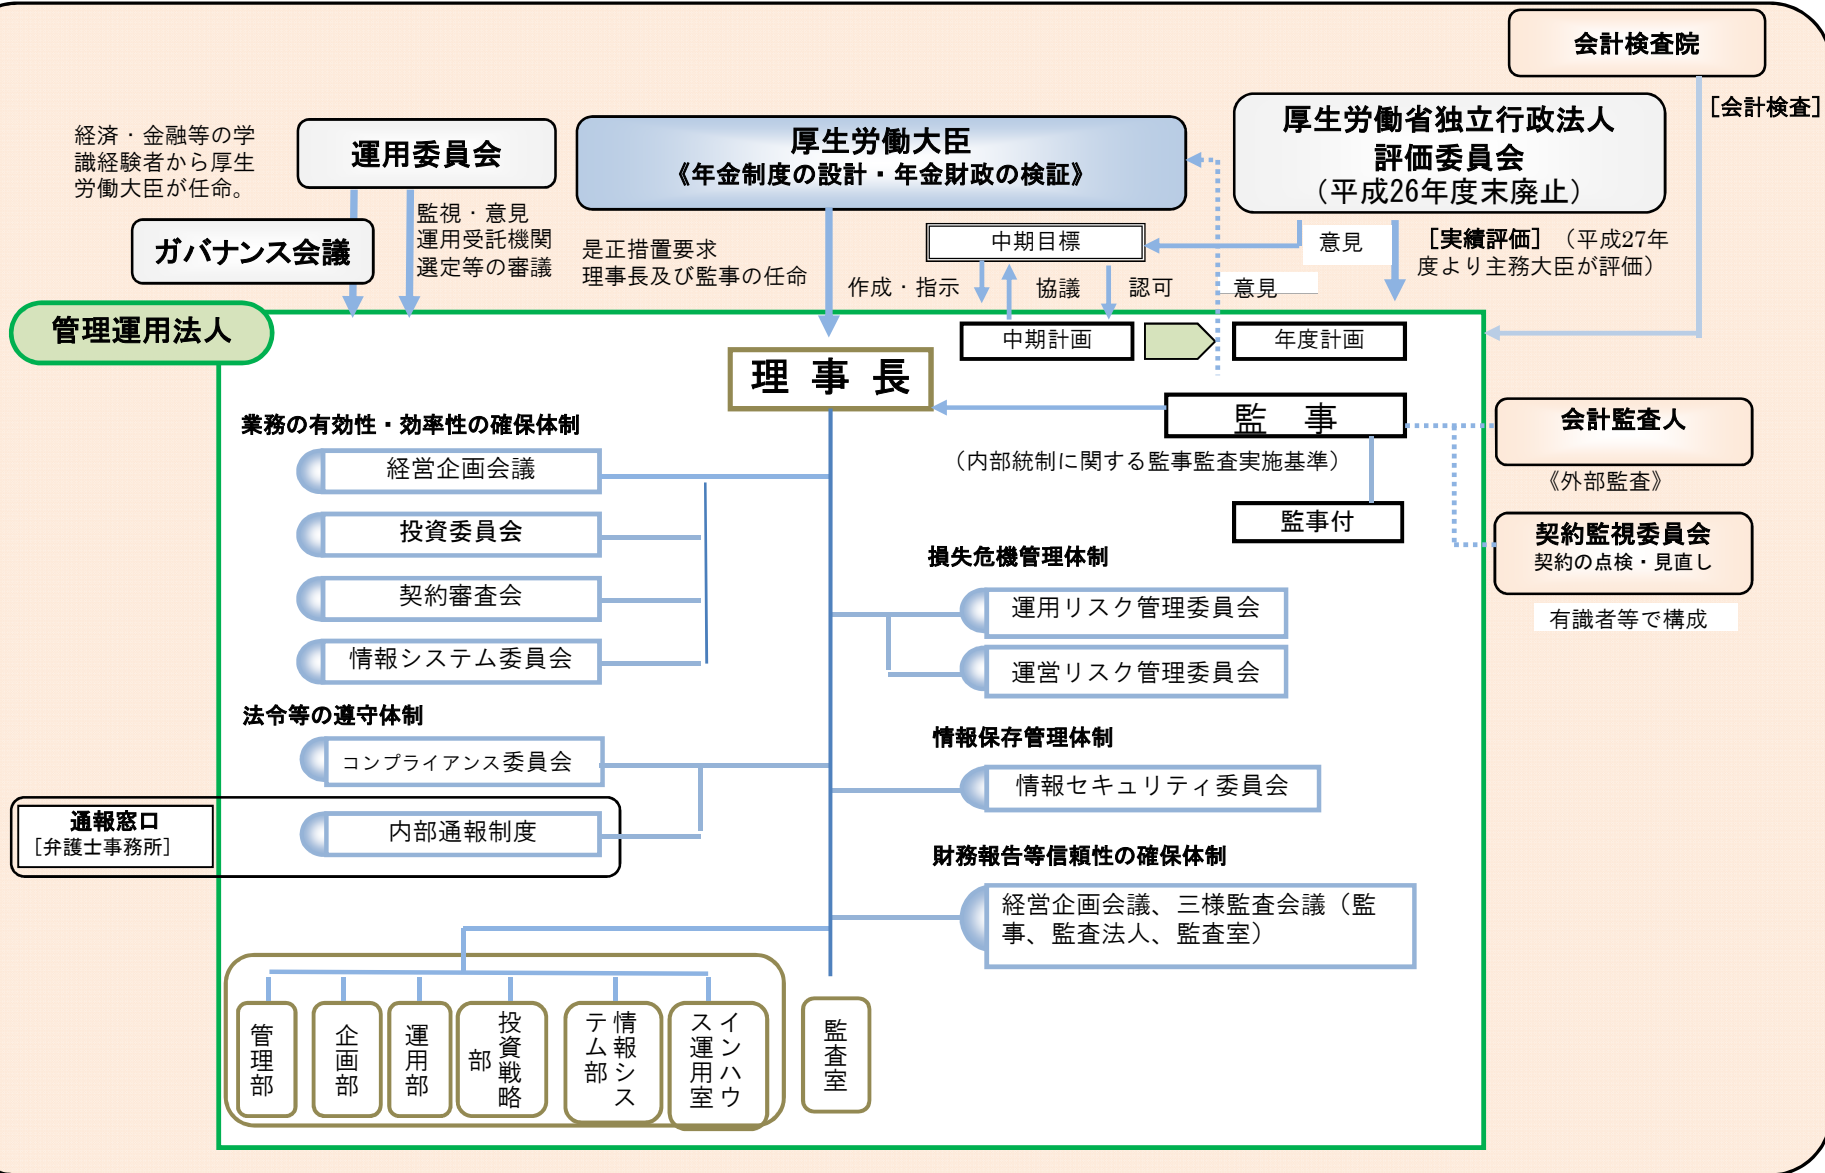 会計検査院
［会計検査］
経済・金融等の学
識経験者から厚生
労働大臣が任命。
運用委員会
厚生労働大臣
《年金制度の設計・年金財政の検証》
厚生労働省独立行政法人
評価委員会
（平成26年度末廃止）
ガバナンス会議
監視・意見
運用受託機関
選定等の審議
是正措置要求
理事長及び監事の任命
中期目標
意見
［実績評価］（平成27年
度より主務大臣が評価）
作成・指示
協議
認可
意見
管理運用法人
中期計画
年度計画
理事長
監事
（内部統制に関する監事監査実施基準）
監事付
会計監査人
《外部監査》
契約監視委員会
契約の点検・見直し
有識者等で構成
業務の有効性・効率性の確保体制
経営企画会議
投資委員会
契約審査会
情報システム委員会
法令等の遵守体制
コンプライアンス委員会
通報窓口
［弁護士事務所］
内部通報制度
損失危機管理体制
運用リスク管理委員会
運営リスク管理委員会
情報保存管理体制
情報セキュリティ委員会
財務報告等信頼性の確保体制
経営企画会議、三様監査会議（監
事、監査法人、監査室）
管理部
企画部
運用部
投資戦略
部
情報シス
テム部
インハウ
ス運用室
監査室